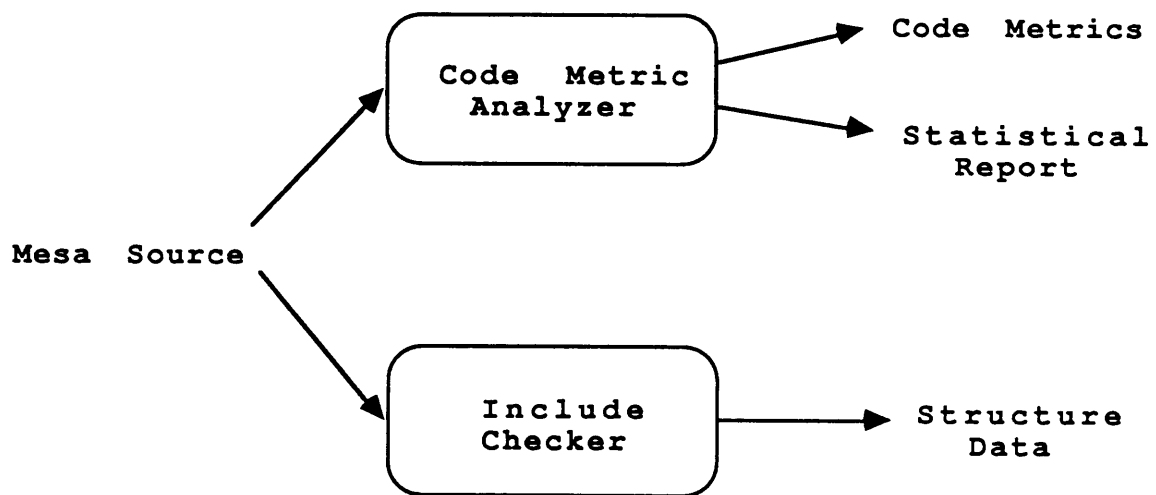 Code Metrics
Code Metric
Analyzer
Statistical
Report
Mesa Source
Include
Checker
Structure
Data